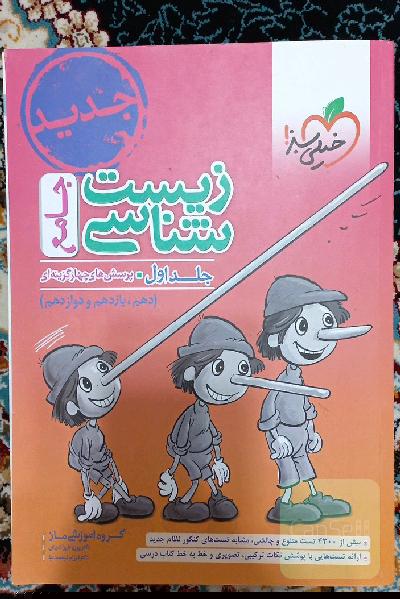 جدید
خیلی سبز!
زیست
شناسی
جامع
جلد اول • پرسش‌های چهارگزینه‌ای
(دهم، یازدهم و دوازدهم)
گروه آموزشی ماز
بیش از ۴۳۰۰ تست متنوع و چالشی، مشابه تست‌های کنکور نظام جدید
ارائه تست‌هایی با پوشش نکات ترکیبی، تصویری و خط به خط کتاب درسی